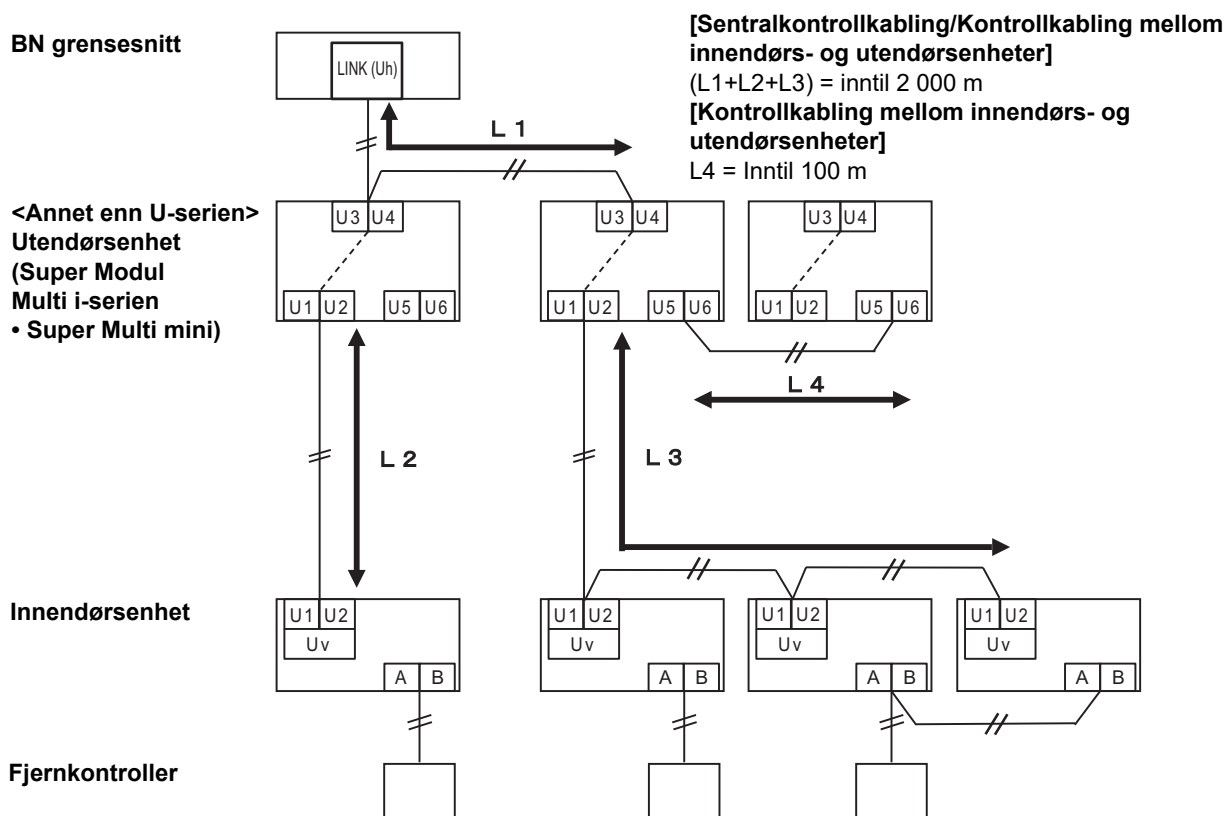 BN grensesnitt
LINK (Uh)
[Sentralkontrollkabling/Kontrollkabling mellom
innendørs- og utendørsenheter]
(L1+L2+L3) = inntil 2 000 m
[Kontrollkabling mellom innendørs- og
utendørsenheter]
L4 = Inntil 100 m
L 1
<Annet enn U-serien>
Utendørsenhet
(Super Modul
Multi i-serien
• Super Multi mini)
U3 U4
U3 U4
U3 U4
U1 U2 U5 U6
U1 U2 U5 U6
U1 U2 U5 U6
L 4
L 2
L 3
Innendørsenhet
U1 U2
U1 U2
U1 U2
U1 U2
Uv
Uv
Uv
Uv
A B
A B
A B
A B
Fjernkontroller